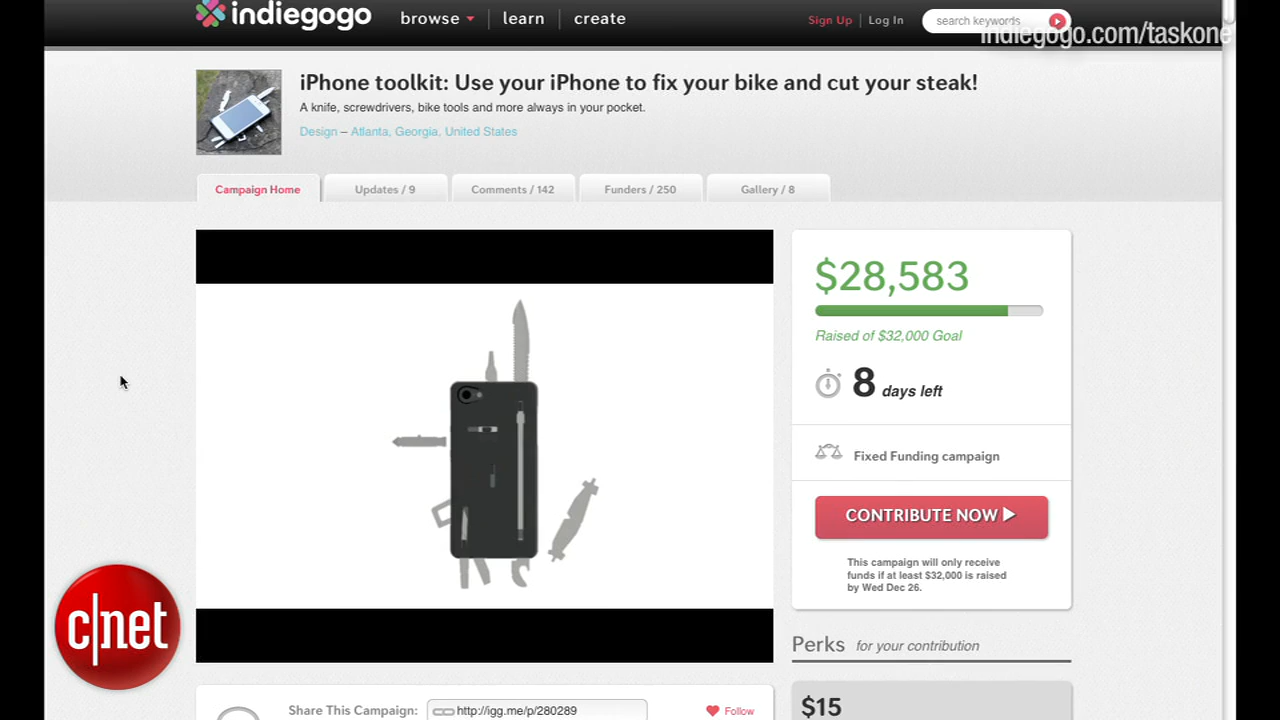 indiegogo
browse
learn
create
Sign Up | Log In
search keywords
indiegogo.com/taskone
iPhone toolkit: Use your iPhone to fix your bike and cut your steak!
A knife, screwdrivers, bike tools and more always in your pocket.
Design – Atlanta, Georgia, United States
Campaign Home
Updates / 9
Comments / 142
Funders / 250
Gallery / 8
$28,583
Raised of $32,000 Goal
8 days left
Fixed Funding campaign
CONTRIBUTE NOW
This campaign will only receive
funds if at least $32,000 is raised
by Wed Dec 26.
c|net
Perks for your contribution
$15
Share This Campaign:
http://igg.me/p/280289
Follow